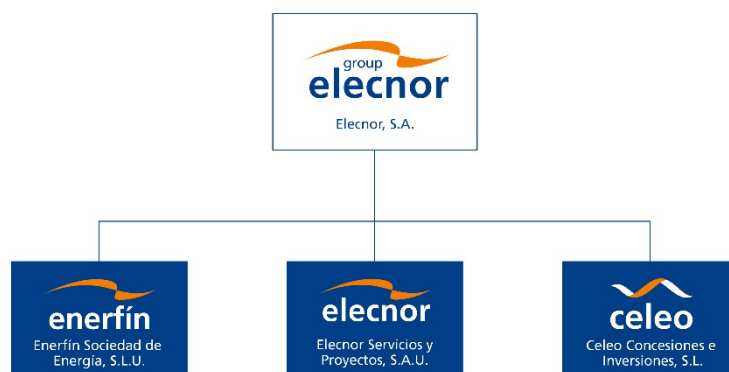 group
elecnor
Elecnor, S.A.
enerfín
Enerfín Sociedad de
Energía, S.L.U.
elecnor
Elecnor Servicios y
Proyectos, S.A.U.
celeo
Celeo Concesiones e
Inversiones, S.L.